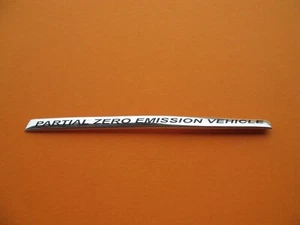 PARTIAL ZERO EMISSION VEHICLE